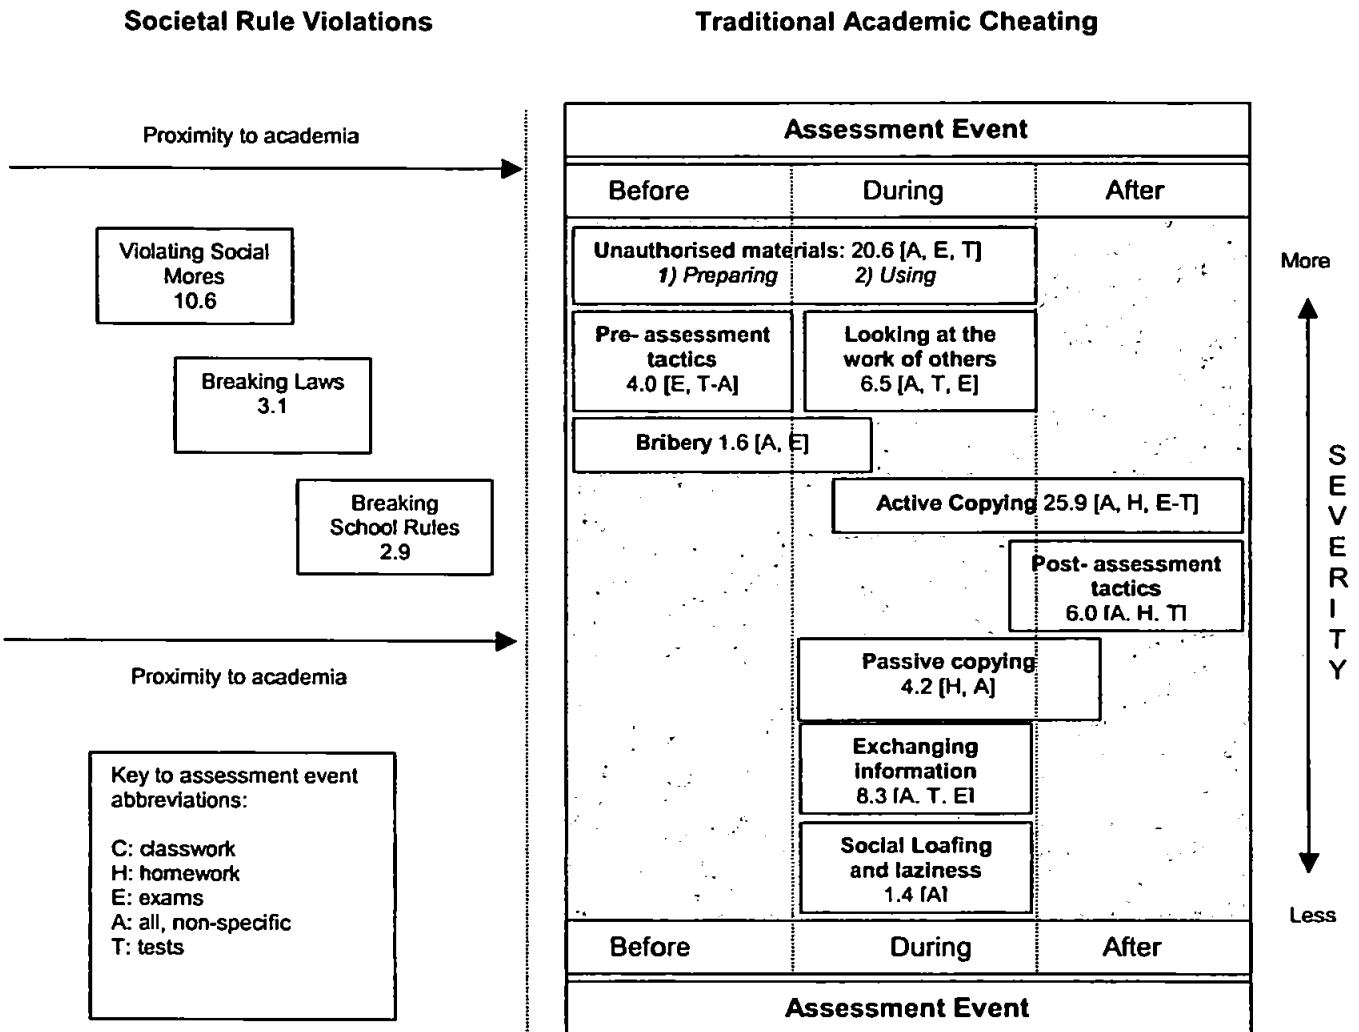 Societal Rule Violations
Traditional Academic Cheating
Proximity to academia
Violating Social
Mores
10.6
Breaking Laws
3.1
Breaking
School Rules
2.9
Proximity to academia
Key to assessment event
abbreviations:
C: classwork
H: homework
E: exams
A: all, non-specific
T: tests
Assessment Event
Before
During
After
Unauthorised materials: 20.6 [A, E, T]
1) Preparing 2) Using
Pre- assessment
tactics
4.0 [E, T-A]
Looking at the
work of others
6.5 [A, T, E]
Bribery 1.6 [A, E]
Active Copying 25.9 [A, H, E-T]
Post- assessment
tactics
6.0 [A. H. T]
Passive copying
4.2 [H, A]
Exchanging
information
8.3 [A. T. E]
Social Loafing
and laziness
1.4 [A]
Before
During
After
Assessment Event
More
SEVERITY
Less